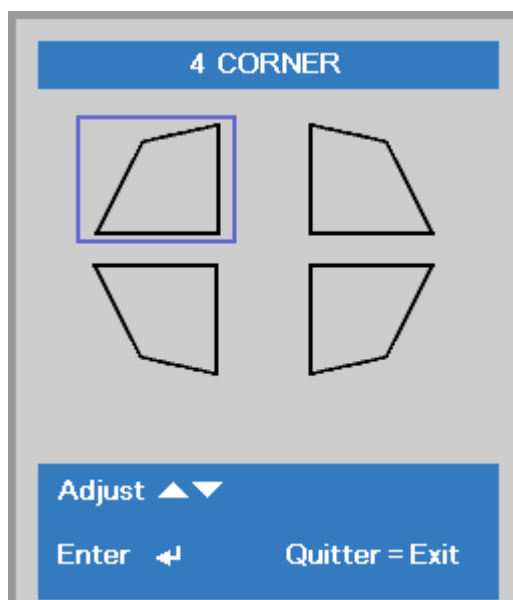 4 CORNER
Adjust ▲▼
Enter ↵
Quitter = Exit